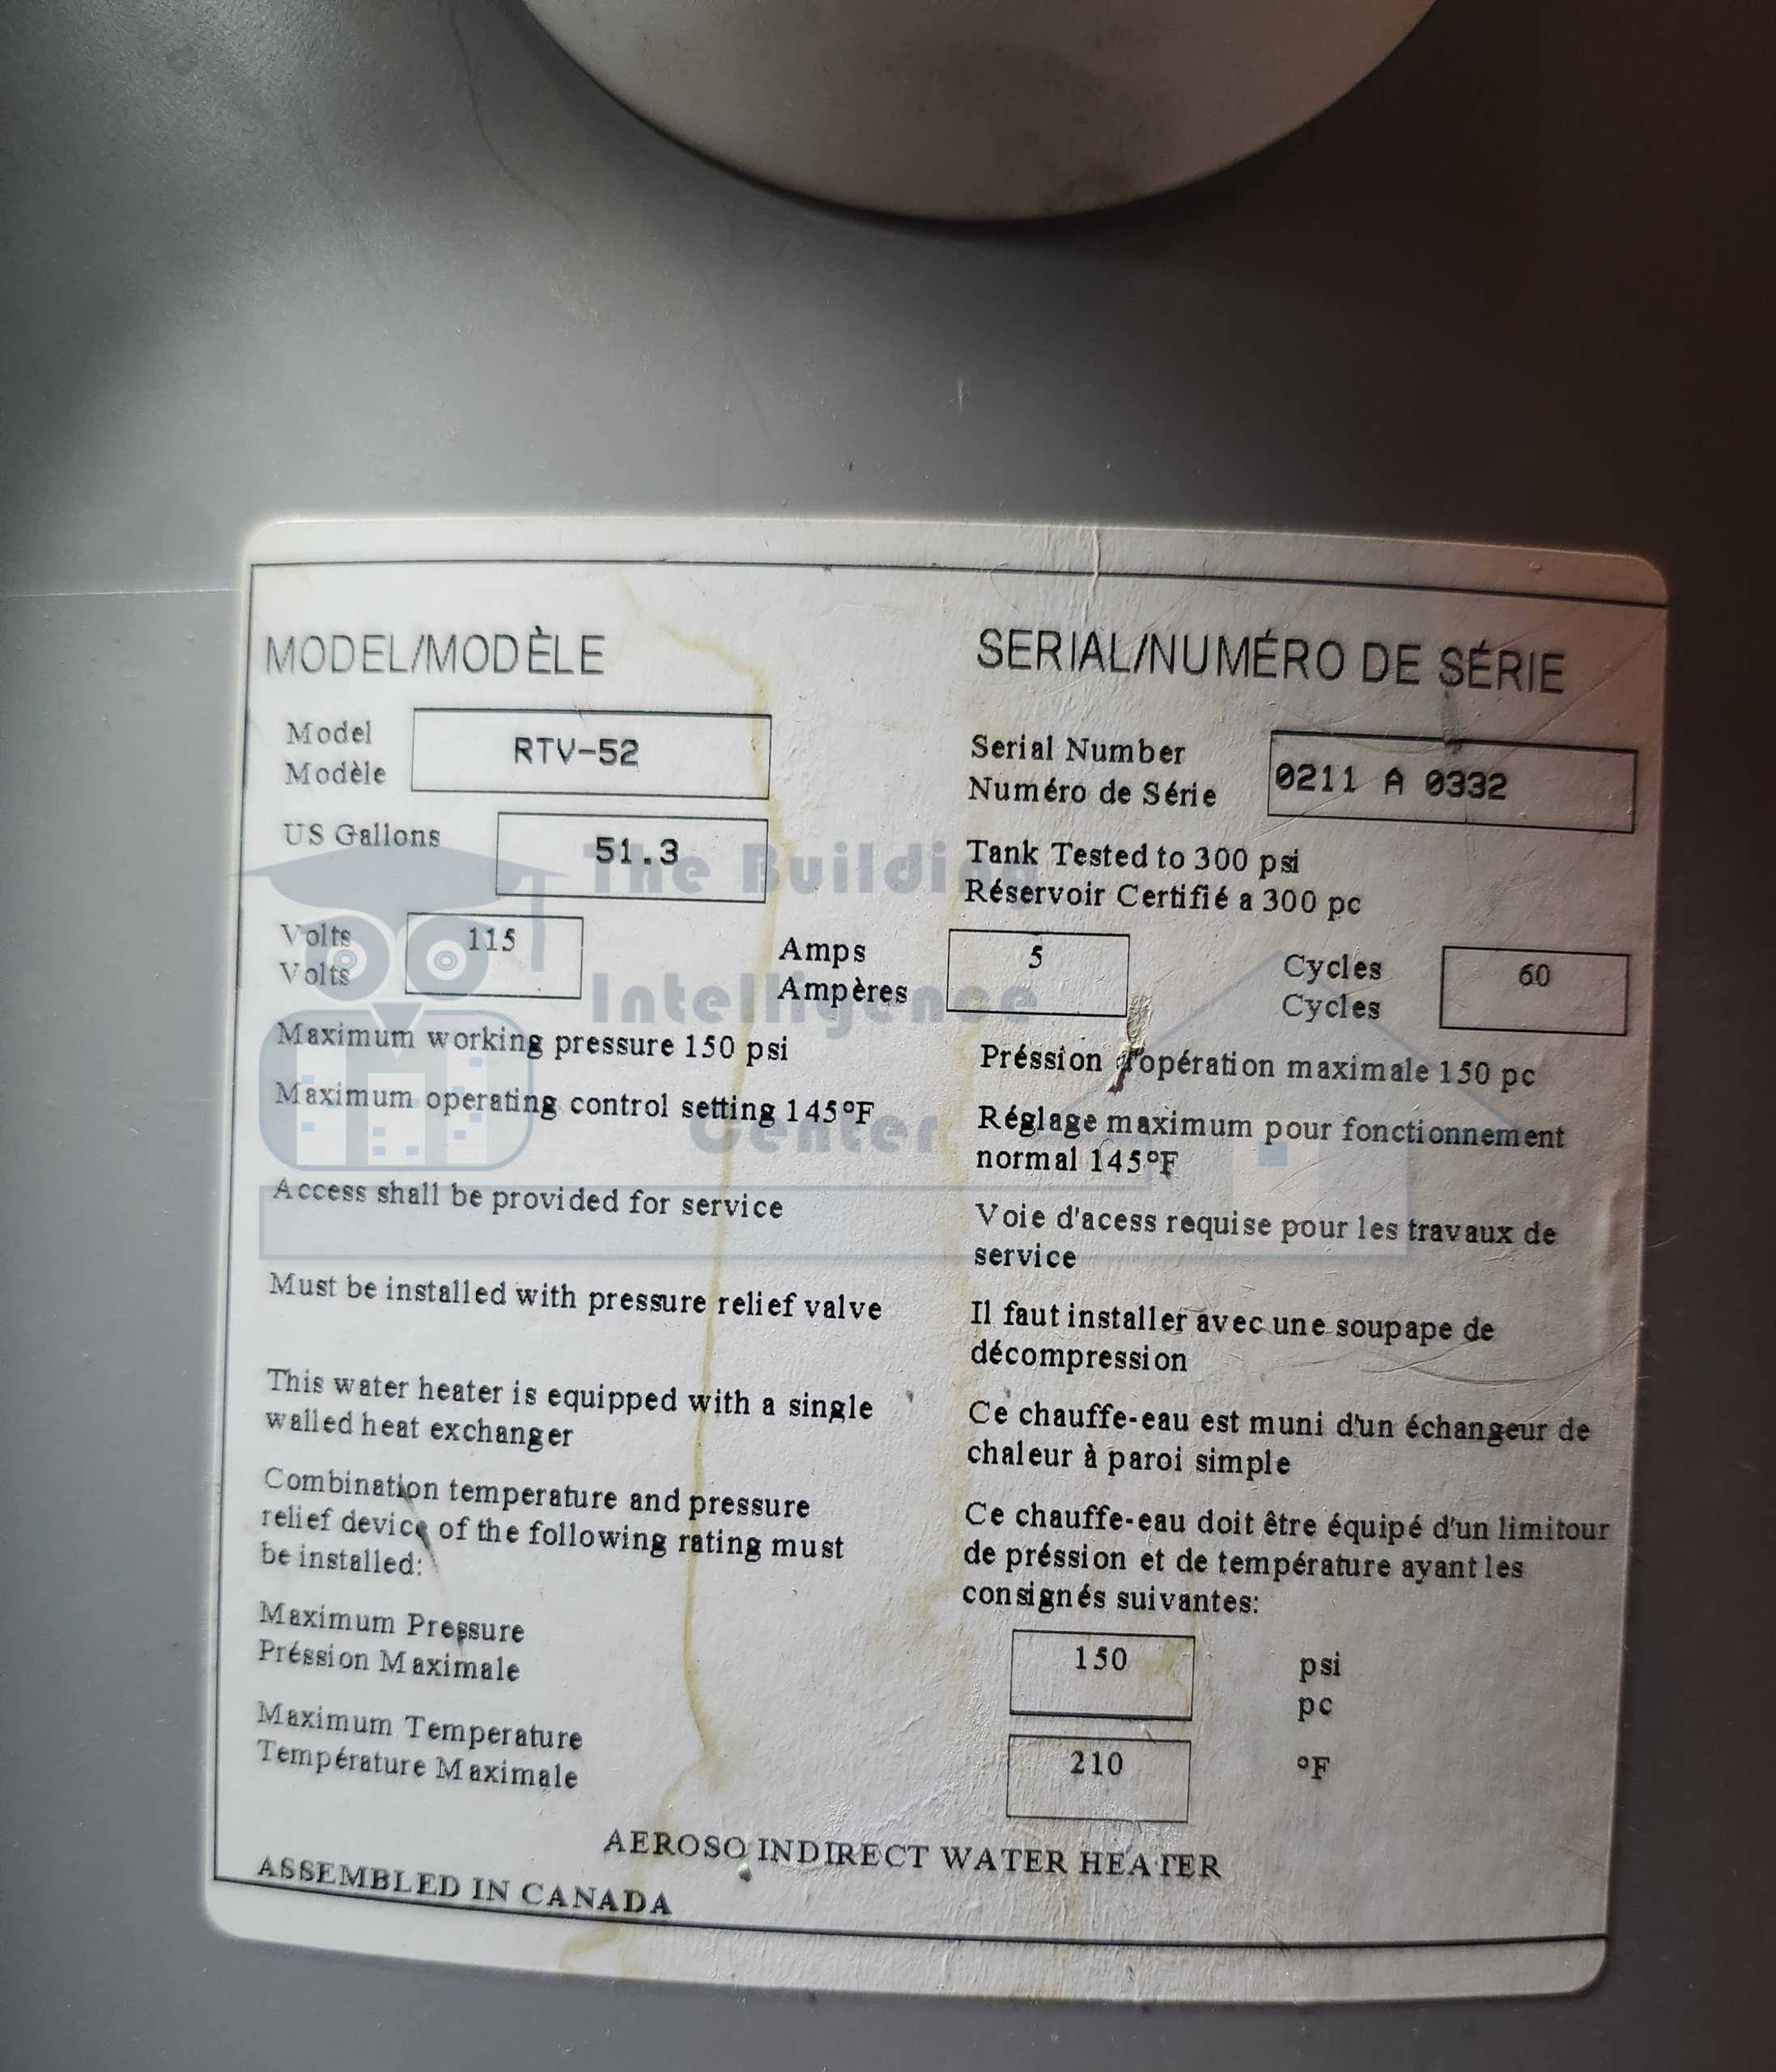 MODEL/MODÈLE
SERIAL/NUMÉRO DE SÉRIE
Model
Modèle
RTV-52
Serial Number
Numéro de Série
0211 A 0332
US Gallons
51.3
Tank Tested to 300 psi
Réservoir Certifié a 300 pc
Volts
Volts
115
Amps
Ampères
5
Cycles
Cycles
60
Maximum working pressure 150 psi
Préssion d'opération maximale 150 pc
Maximum operating control setting 145°F
Réglage maximum pour fonctionnement
normal 145°F
Access shall be provided for service
Voie d'acess requise pour les travaux de
service
Must be installed with pressure relief valve
Il faut installer avec une soupape de
décompression
This water heater is equipped with a single
walled heat exchanger
Ce chauffe-eau est muni d'un échangeur de
chaleur à paroi simple
Combination temperature and pressure
relief device of the following rating must
be installed:
Ce chauffe-eau doit être équipé d'un limitour
de préssion et de température ayant les
consignés suivantes:
Maximum Pressure
Préssion Maximale
150
psi
pc
Maximum Temperature
Température Maximale
210
°F
AEROSO INDIRECT WATER HEATER
ASSEMBLED IN CANADA
The Building
Intelligence
Center